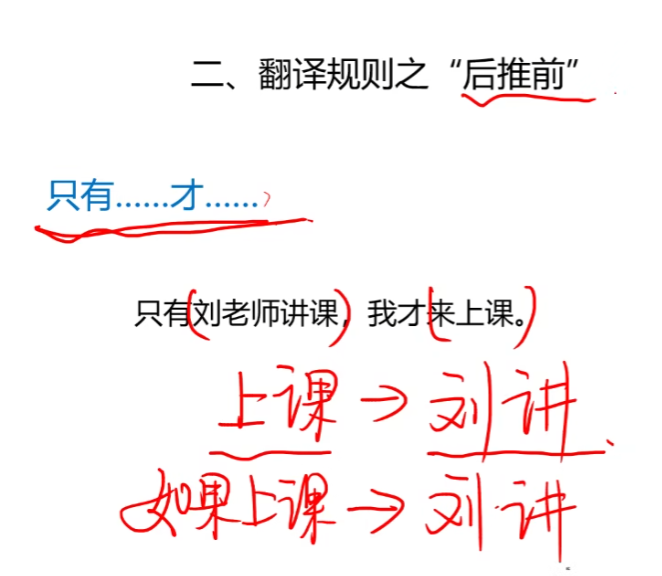 二、翻译规则之“后推前”
只有……才……
只有刘老师讲课，我才来上课。
上课→刘讲
如果上课→刘讲